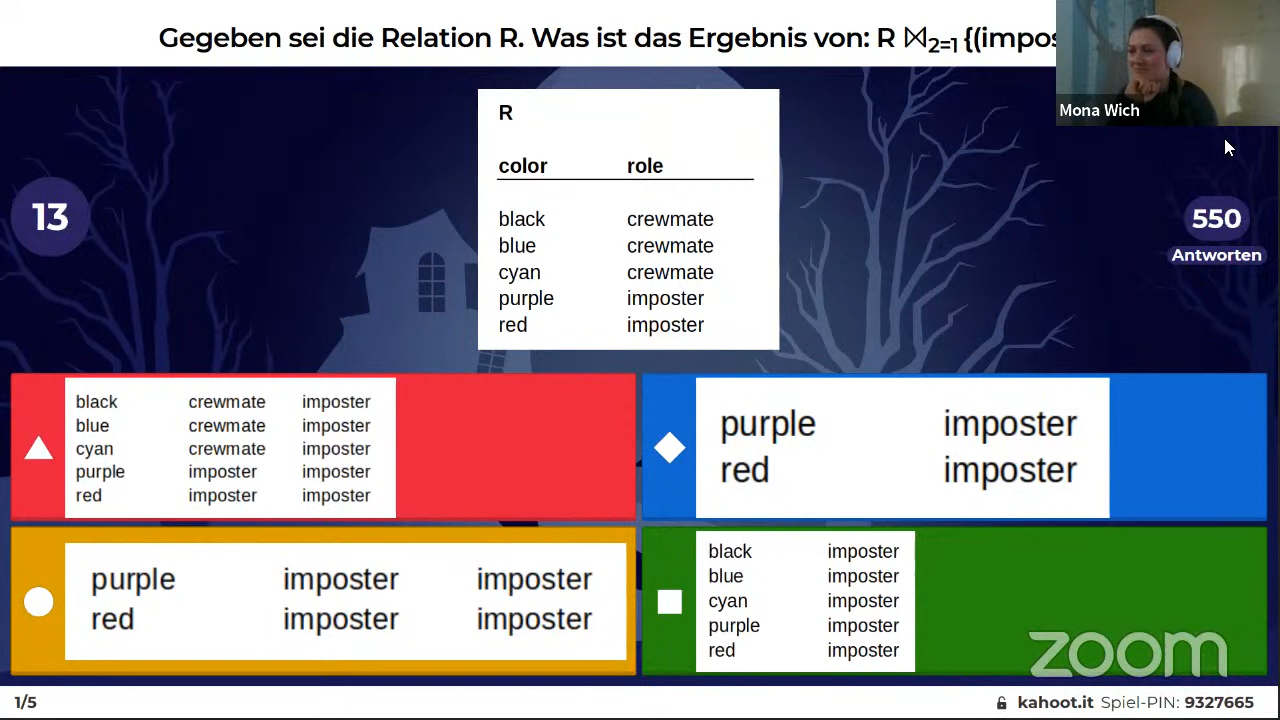 Gegeben sei die Relation R. Was ist das Ergebnis von: R ⋈2=1 {(impos
Mona Wich
R
color role
black crewmate
blue crewmate
cyan crewmate
purple imposter
red imposter
13
550
Antworten
black crewmate imposter
blue crewmate imposter
cyan crewmate imposter
purple imposter imposter
red imposter imposter
purple imposter
red imposter
purple imposter imposter
red imposter imposter
black imposter
blue imposter
cyan imposter
purple imposter
red imposter
zoom
1/5
kahoot.it Spiel-PIN: 9327665